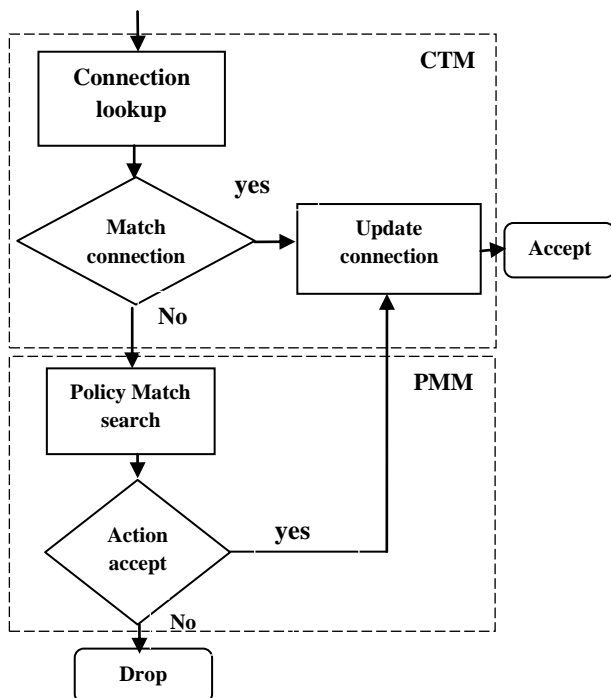 CTM
Connection
lookup
yes
Match
connection
Update
connection
Accept
No
PMM
Policy Match
search
Action
accept
yes
No
Drop